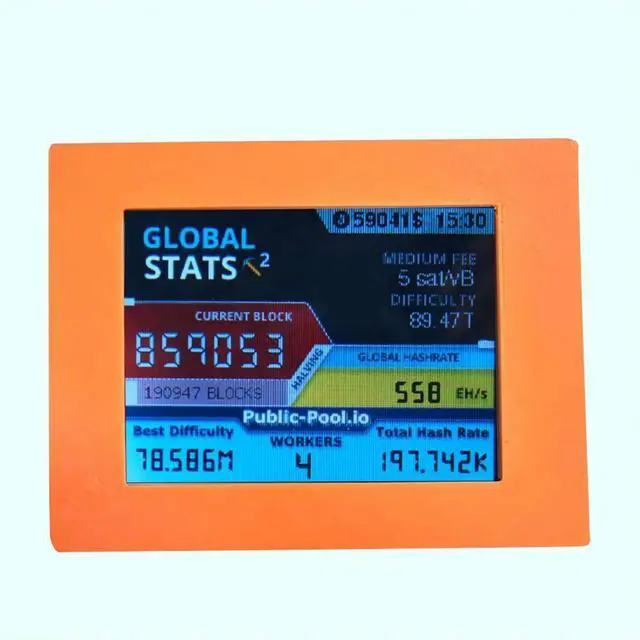 ₿59041$ 15:30
GLOBAL
STATS 2
MEDIUM FEE
5 sat/vB
DIFFICULTY
89.47T
CURRENT BLOCK
859053
HALVING
190947 BLOCKS
GLOBAL HASHRATE
558 EH/s
Public-Pool.io
Best Difficulty
78.586M
WORKERS
4
Total Hash Rate
197.742K